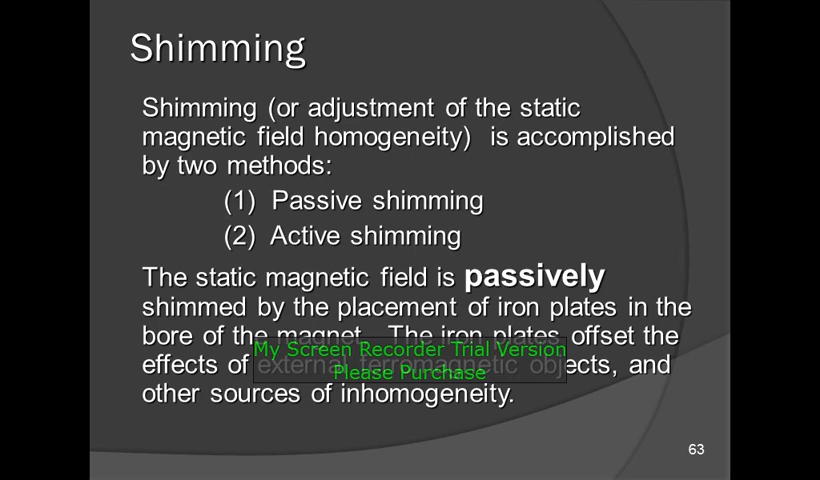 Shimming
Shimming (or adjustment of the static
magnetic field homogeneity) is accomplished
by two methods:
(1) Passive shimming
(2) Active shimming
The static magnetic field is passively
shimmed by the placement of iron plates in the
bore of the magnet. The iron plates offset the
My Screen Recorder Trial Version
effects of external ferromagnetic objects, and
Please Purchase
other sources of inhomogeneity.
63